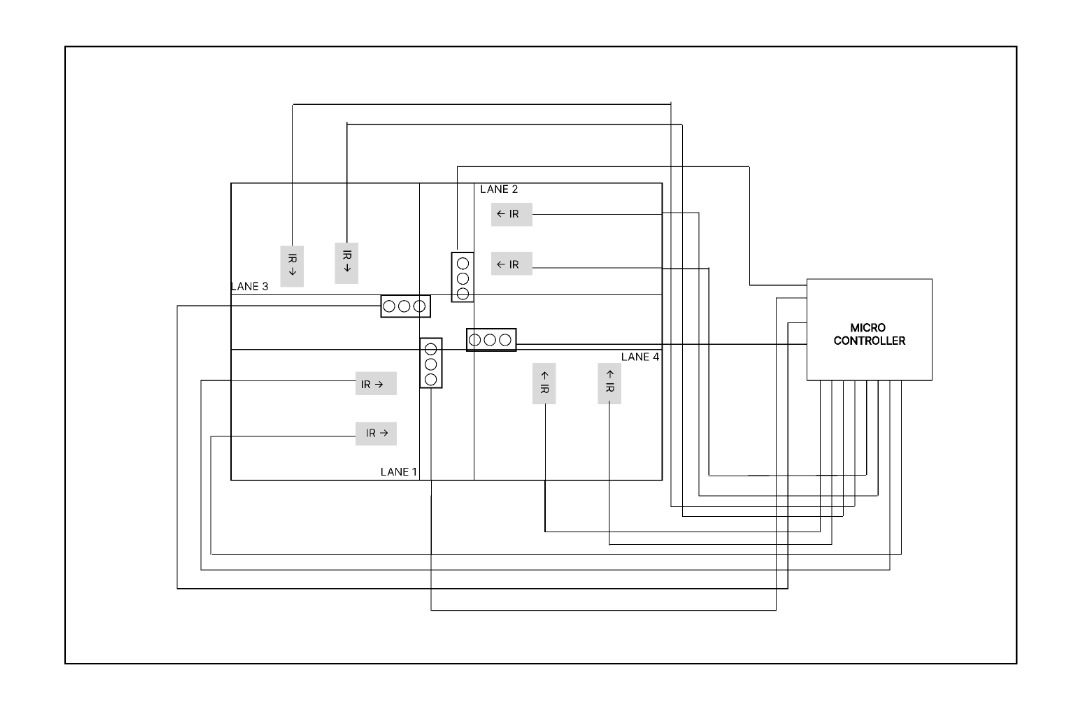 LANE 2
← IR
IR →
IR →
← IR
LANE 3
MICRO
CONTROLLER
LANE 4
IR →
← IR
← IR
IR →
LANE 1